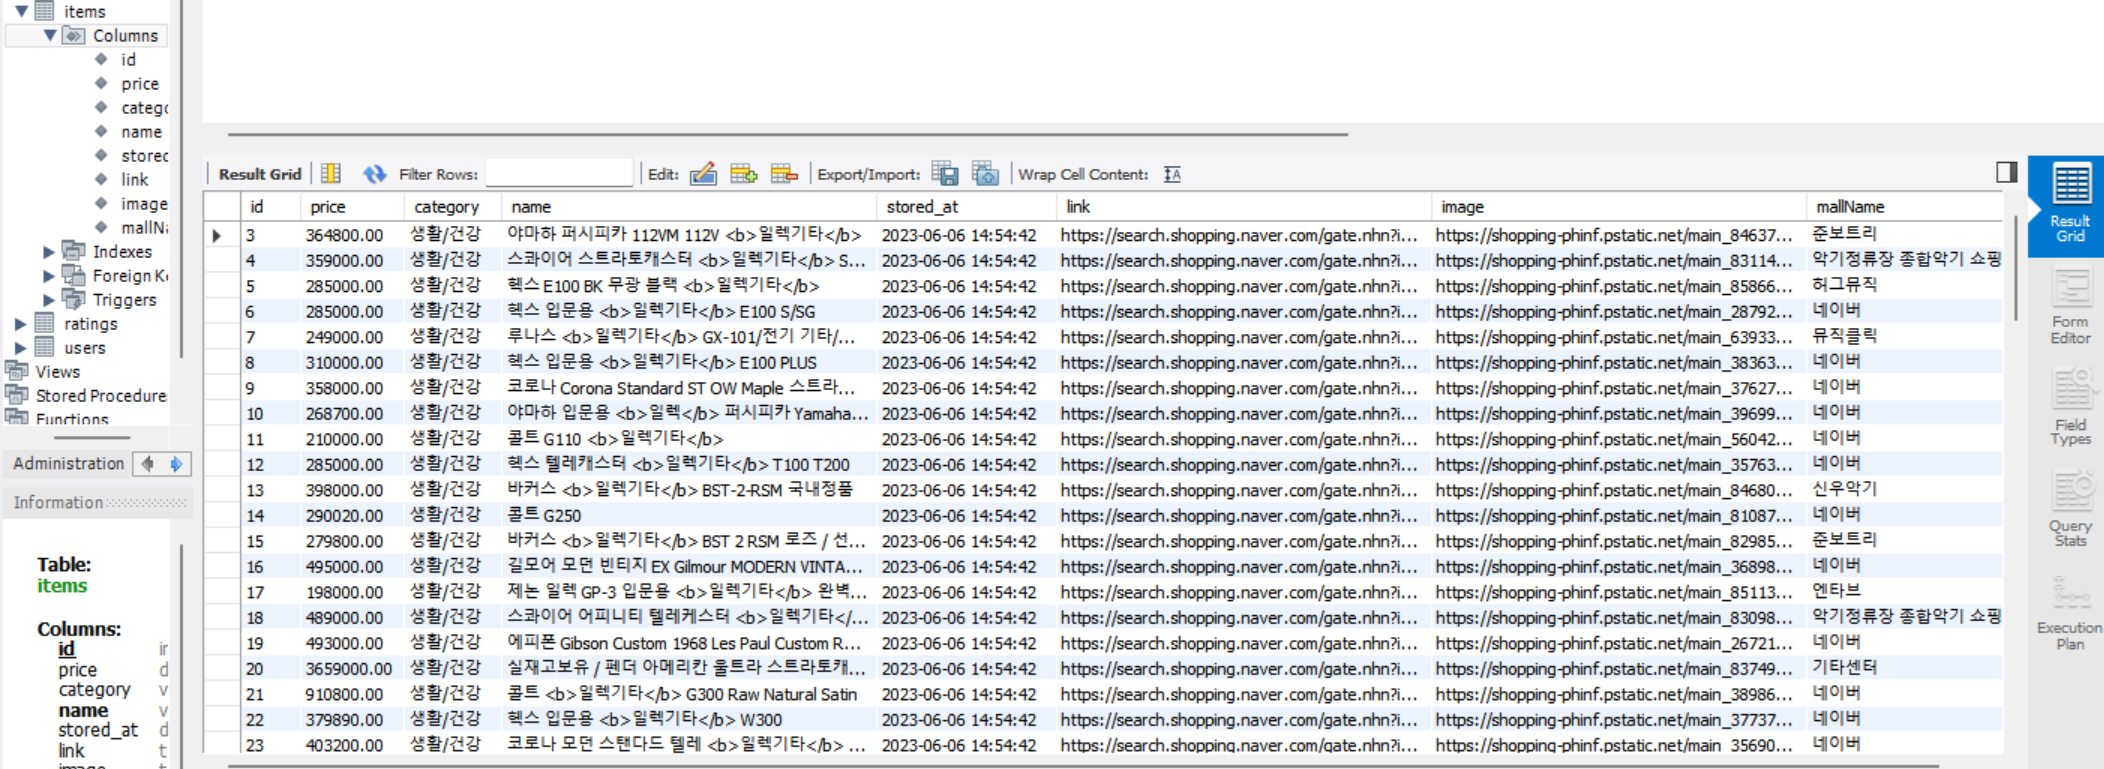 items
Columns
id
price
catego
name
stored
link
image
mallNa
Indexes
Foreign Ke
Triggers
ratings
users
Views
Stored Procedure
Functions
Administration
Information
Table:
items
Columns:
id
price d
category v
name v
stored_at d
link t
image t
Result Grid Filter Rows: Edit: Export/Import: Wrap Cell Content:
id price category name stored_at link image mallName
3 364800.00 생활/건강 야마하 퍼시피카 112VM 112V <b>일렉기타</b> 2023-06-06 14:54:42 https://search.shopping.naver.com/gate.nhn?i... https://shopping-phinf.pstatic.net/main_84637... 준보트리
4 359000.00 생활/건강 스콰이어 스트라토캐스터 <b>일렉기타</b> S... 2023-06-06 14:54:42 https://search.shopping.naver.com/gate.nhn?i... https://shopping-phinf.pstatic.net/main_83114... 악기정류장 종합악기 쇼핑
5 285000.00 생활/건강 헥스 E100 BK 무광 블랙 <b>일렉기타</b> 2023-06-06 14:54:42 https://search.shopping.naver.com/gate.nhn?i... https://shopping-phinf.pstatic.net/main_85866... 허그뮤직
6 285000.00 생활/건강 헥스 입문용 <b>일렉기타</b> E100 S/SG 2023-06-06 14:54:42 https://search.shopping.naver.com/gate.nhn?i... https://shopping-phinf.pstatic.net/main_28792... 네이버
7 249000.00 생활/건강 루나스 <b>일렉기타</b> GX-101/전기 기타/... 2023-06-06 14:54:42 https://search.shopping.naver.com/gate.nhn?i... https://shopping-phinf.pstatic.net/main_63933... 뮤직클릭
8 310000.00 생활/건강 헥스 입문용 <b>일렉기타</b> E100 PLUS 2023-06-06 14:54:42 https://search.shopping.naver.com/gate.nhn?i... https://shopping-phinf.pstatic.net/main_38363... 네이버
9 358000.00 생활/건강 코로나 Corona Standard ST OW Maple 스트라... 2023-06-06 14:54:42 https://search.shopping.naver.com/gate.nhn?i... https://shopping-phinf.pstatic.net/main_37627... 네이버
10 268700.00 생활/건강 야마하 입문용 <b>일렉</b> 퍼시피카 Yamaha... 2023-06-06 14:54:42 https://search.shopping.naver.com/gate.nhn?i... https://shopping-phinf.pstatic.net/main_39699... 네이버
11 210000.00 생활/건강 콜트 G110 <b>일렉기타</b> 2023-06-06 14:54:42 https://search.shopping.naver.com/gate.nhn?i... https://shopping-phinf.pstatic.net/main_56042... 네이버
12 285000.00 생활/건강 헥스 텔레캐스터 <b>일렉기타</b> T100 T200 2023-06-06 14:54:42 https://search.shopping.naver.com/gate.nhn?i... https://shopping-phinf.pstatic.net/main_35763... 네이버
13 398000.00 생활/건강 바커스 <b>일렉기타</b> BST-2-RSM 국내정품 2023-06-06 14:54:42 https://search.shopping.naver.com/gate.nhn?i... https://shopping-phinf.pstatic.net/main_84680... 신우악기
14 290020.00 생활/건강 콜트 G250 2023-06-06 14:54:42 https://search.shopping.naver.com/gate.nhn?i... https://shopping-phinf.pstatic.net/main_81087... 네이버
15 279800.00 생활/건강 바커스 <b>일렉기타</b> BST 2 RSM 로즈 / 선... 2023-06-06 14:54:42 https://search.shopping.naver.com/gate.nhn?i... https://shopping-phinf.pstatic.net/main_82985... 준보트리
16 495000.00 생활/건강 길모어 모던 빈티지 EX Gilmour MODERN VINTA... 2023-06-06 14:54:42 https://search.shopping.naver.com/gate.nhn?i... https://shopping-phinf.pstatic.net/main_36898... 네이버
17 198000.00 생활/건강 제논 일렉 GP-3 입문용 <b>일렉기타</b> 완벽... 2023-06-06 14:54:42 https://search.shopping.naver.com/gate.nhn?i... https://shopping-phinf.pstatic.net/main_85113... 엔타브
18 489000.00 생활/건강 스콰이어 어피니티 텔레케스터 <b>일렉기타</... 2023-06-06 14:54:42 https://search.shopping.naver.com/gate.nhn?i... https://shopping-phinf.pstatic.net/main_83098... 악기정류장 종합악기 쇼핑
19 493000.00 생활/건강 에피폰 Gibson Custom 1968 Les Paul Custom R... 2023-06-06 14:54:42 https://search.shopping.naver.com/gate.nhn?i... https://shopping-phinf.pstatic.net/main_26721... 네이버
20 3659000.00 생활/건강 실재고보유 / 펜더 아메리칸 울트라 스트라토캐... 2023-06-06 14:54:42 https://search.shopping.naver.com/gate.nhn?i... https://shopping-phinf.pstatic.net/main_83749... 기타센터
21 910800.00 생활/건강 콜트 <b>일렉기타</b> G300 Raw Natural Satin 2023-06-06 14:54:42 https://search.shopping.naver.com/gate.nhn?i... https://shopping-phinf.pstatic.net/main_38986... 네이버
22 379890.00 생활/건강 헥스 입문용 <b>일렉기타</b> W300 2023-06-06 14:54:42 https://search.shopping.naver.com/gate.nhn?i... https://shopping-phinf.pstatic.net/main_37737... 네이버
23 403200.00 생활/건강 코로나 모던 스탠다드 텔레 <b>일렉기타</b> ... 2023-06-06 14:54:42 https://search.shopping.naver.com/gate.nhn?i... https://shopping-phinf.pstatic.net/main_35690... 네이버
Result
Grid
Form
Editor
Field
Types
Query
Stats
Execution
Plan